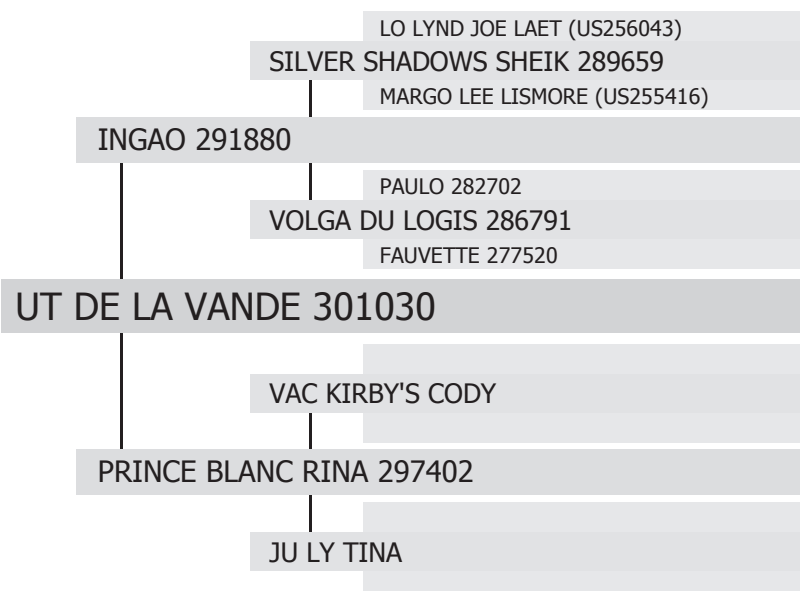 LO LYND JOE LAET (US256043)
SILVER SHADOWS SHEIK 289659
MARGO LEE LISMORE (US255416)
INGAO 291880
PAULO 282702
VOLGA DU LOGIS 286791
FAUVETTE 277520
UT DE LA VANDE 301030
VAC KIRBY'S CODY
PRINCE BLANC RINA 297402
JU LY TINA